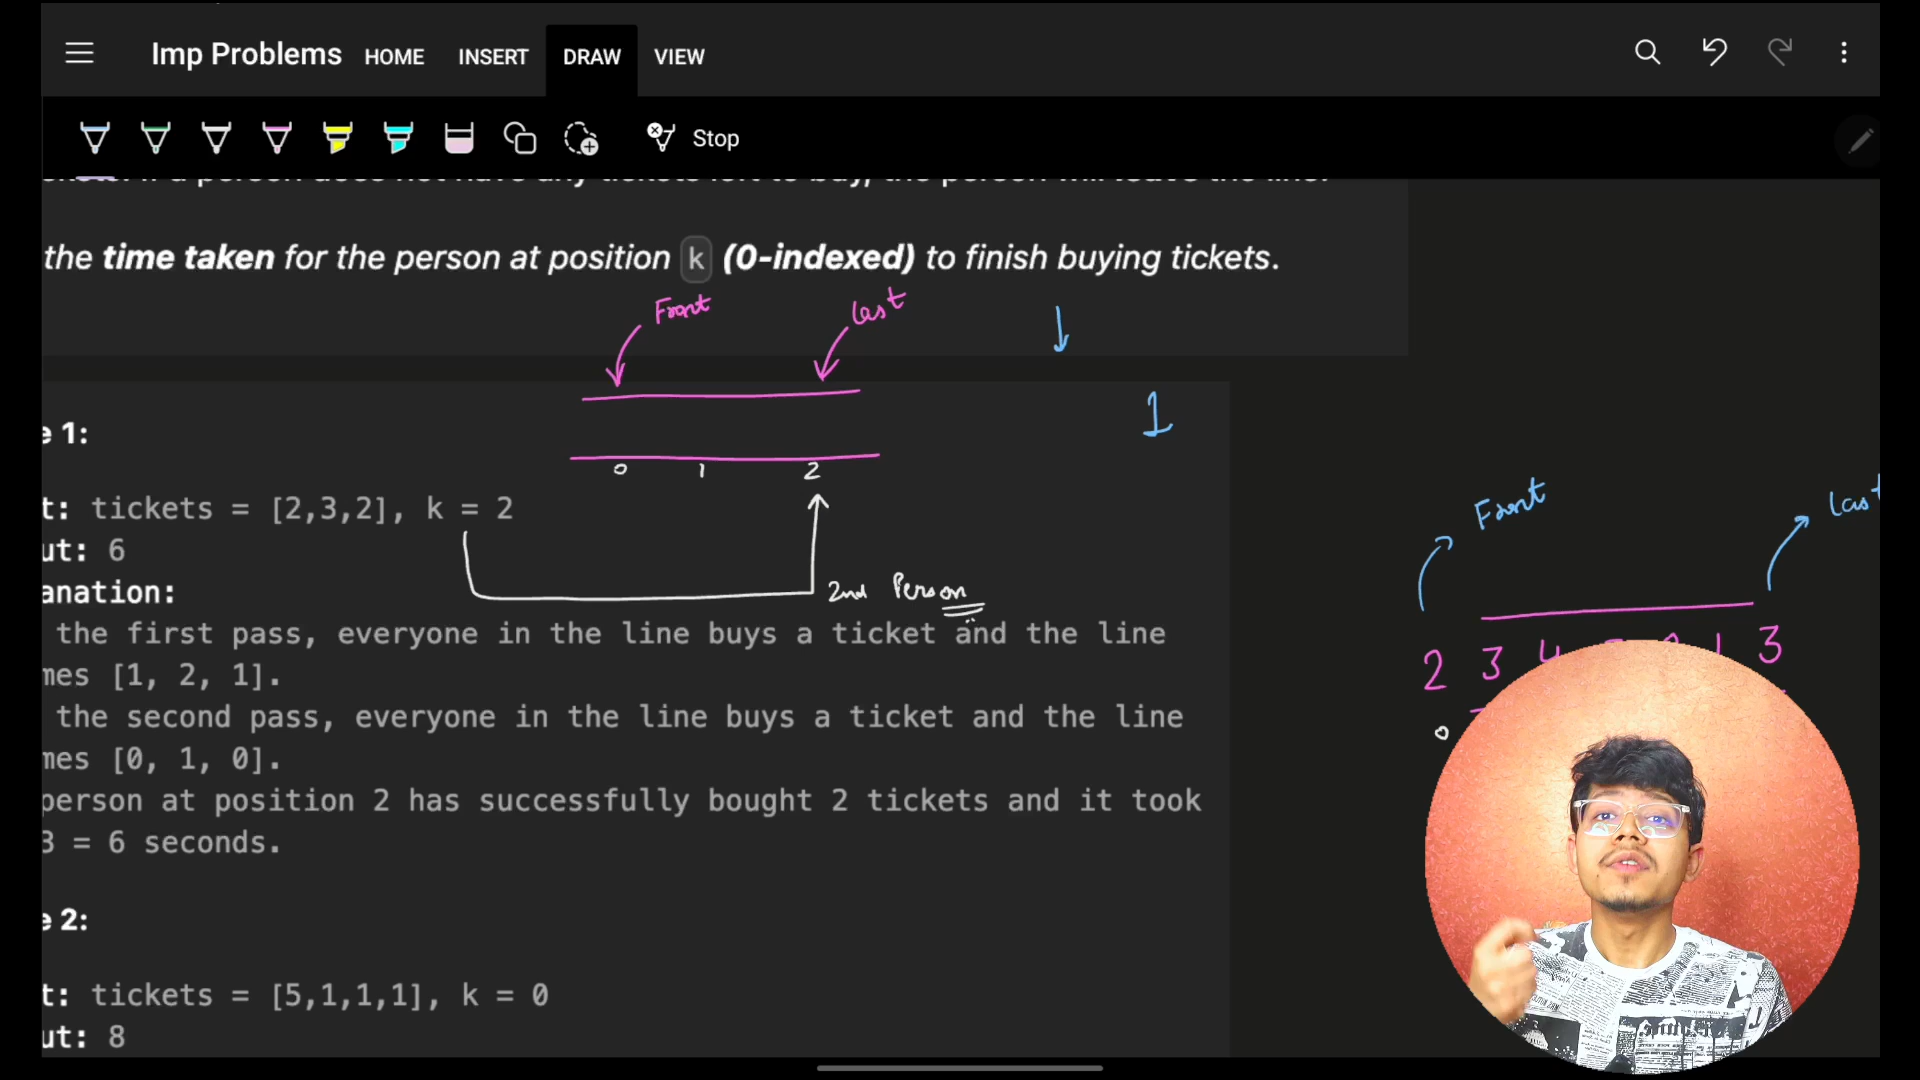 Imp Problems HOME INSERT DRAW VIEW
Stop
the time taken for the person at position k (0-indexed) to finish buying tickets.
Front
last
1
e 1:
0 1 2
t: tickets = [2,3,2], k = 2
ut: 6
anation:
2nd Person
the first pass, everyone in the line buys a ticket and the line
mes [1, 2, 1].
the second pass, everyone in the line buys a ticket and the line
mes [0, 1, 0].
person at position 2 has successfully bought 2 tickets and it took
3 = 6 seconds.
e 2:
t: tickets = [5,1,1,1], k = 0
ut: 8
Front
last
2 3 4 1 3
0